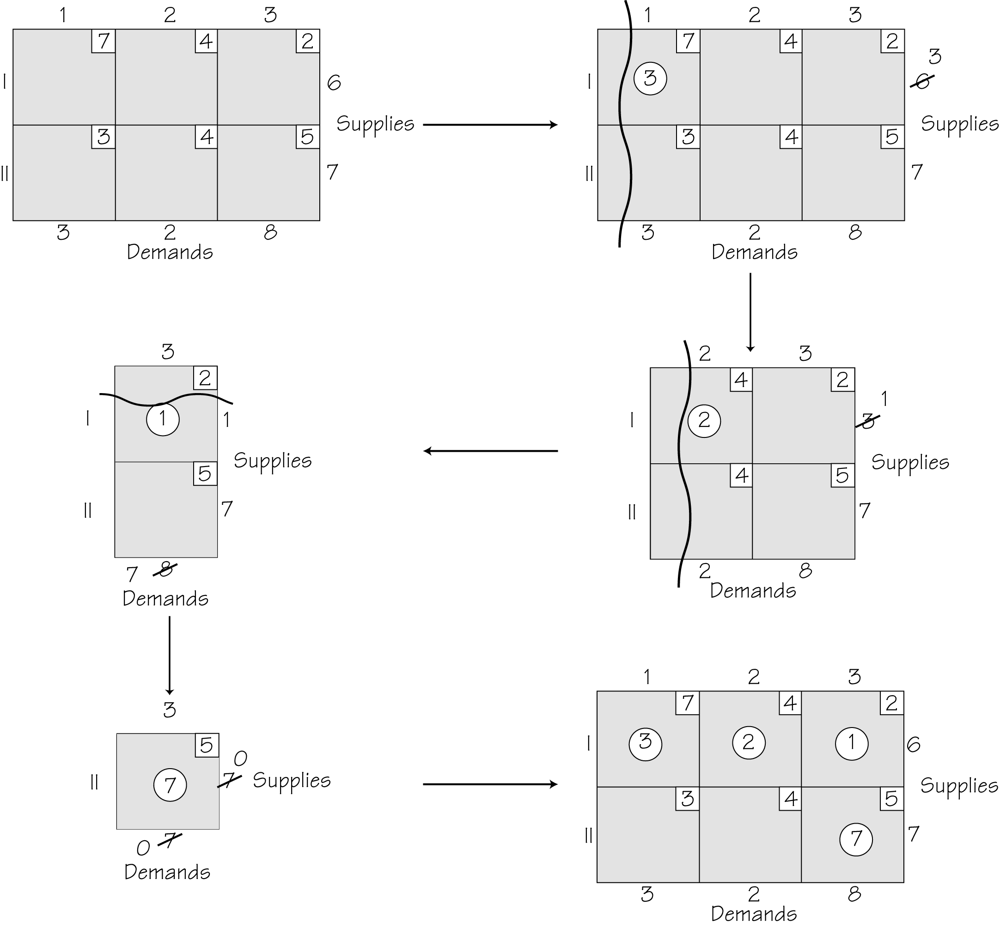 1 2 3
7 4 2
I 6
Supplies
3 4 5
II 7
3 2 8
Demands
1 2 3
7 4 2
3
I 3 6
Supplies
3 4 5
II 7
3 2 8
Demands
2 3
4 2
1
I 2 3
Supplies
4 5
II 7
2 8
Demands
3
2
I 1 1
Supplies
5
II 7
7 8
Demands
3
5
0
II 7 7 Supplies
0 7
Demands
1 2 3
7 4 2
I 3 2 1 6
Supplies
3 4 5
II 7 7
3 2 8
Demands